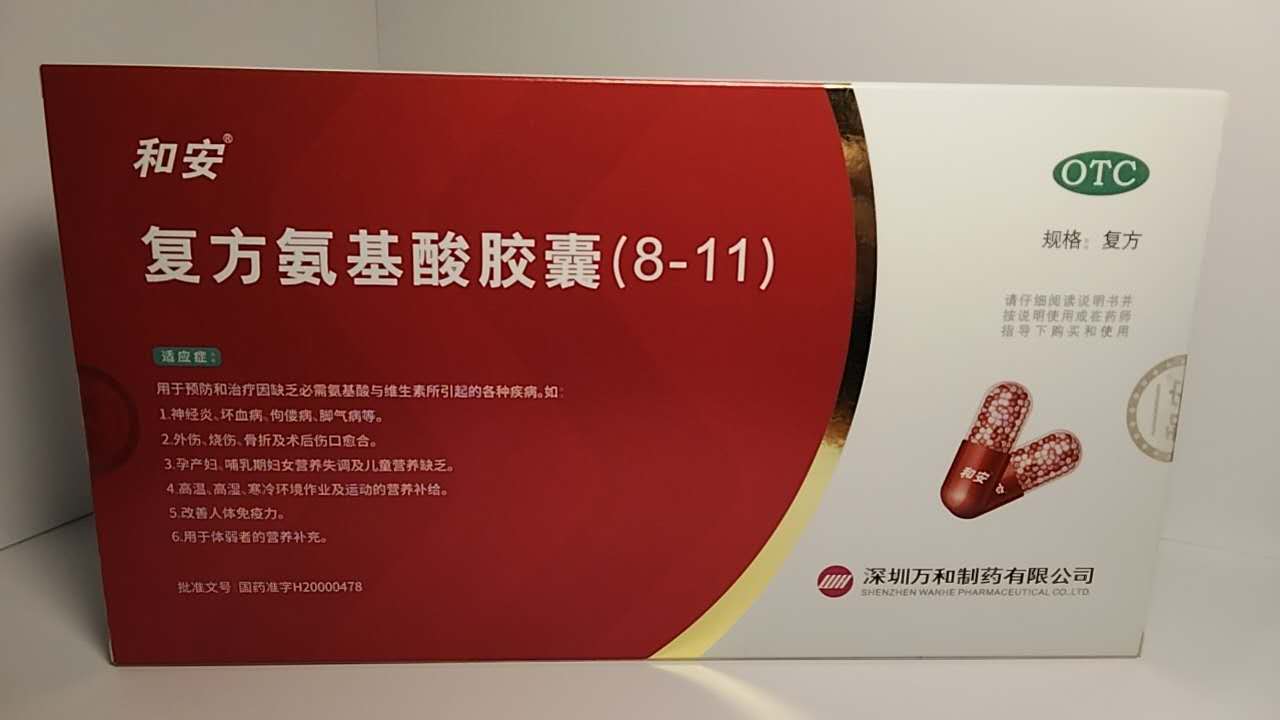 和安®
复方氨基酸胶囊(8-11)
适应症:
用于预防和治疗因缺乏必需氨基酸与维生素所引起的各种疾病。如:
1.神经炎、坏血病、佝偻病、脚气病等。
2.外伤、烧伤、骨折及术后伤口愈合。
3.孕产妇、哺乳期妇女营养失调及儿童营养缺乏。
4.高温、高湿、寒冷环境作业及运动的营养补给。
5.改善人体免疫力。
6.用于体弱者的营养补充。
批准文号 国药准字H20000478
OTC
规格: 复方
请仔细阅读说明书并
按说明使用或在药师
指导下购买和使用
和安
深圳万和制药有限公司
SHENZHEN WANHE PHARMACEUTICAL CO.,LTD.